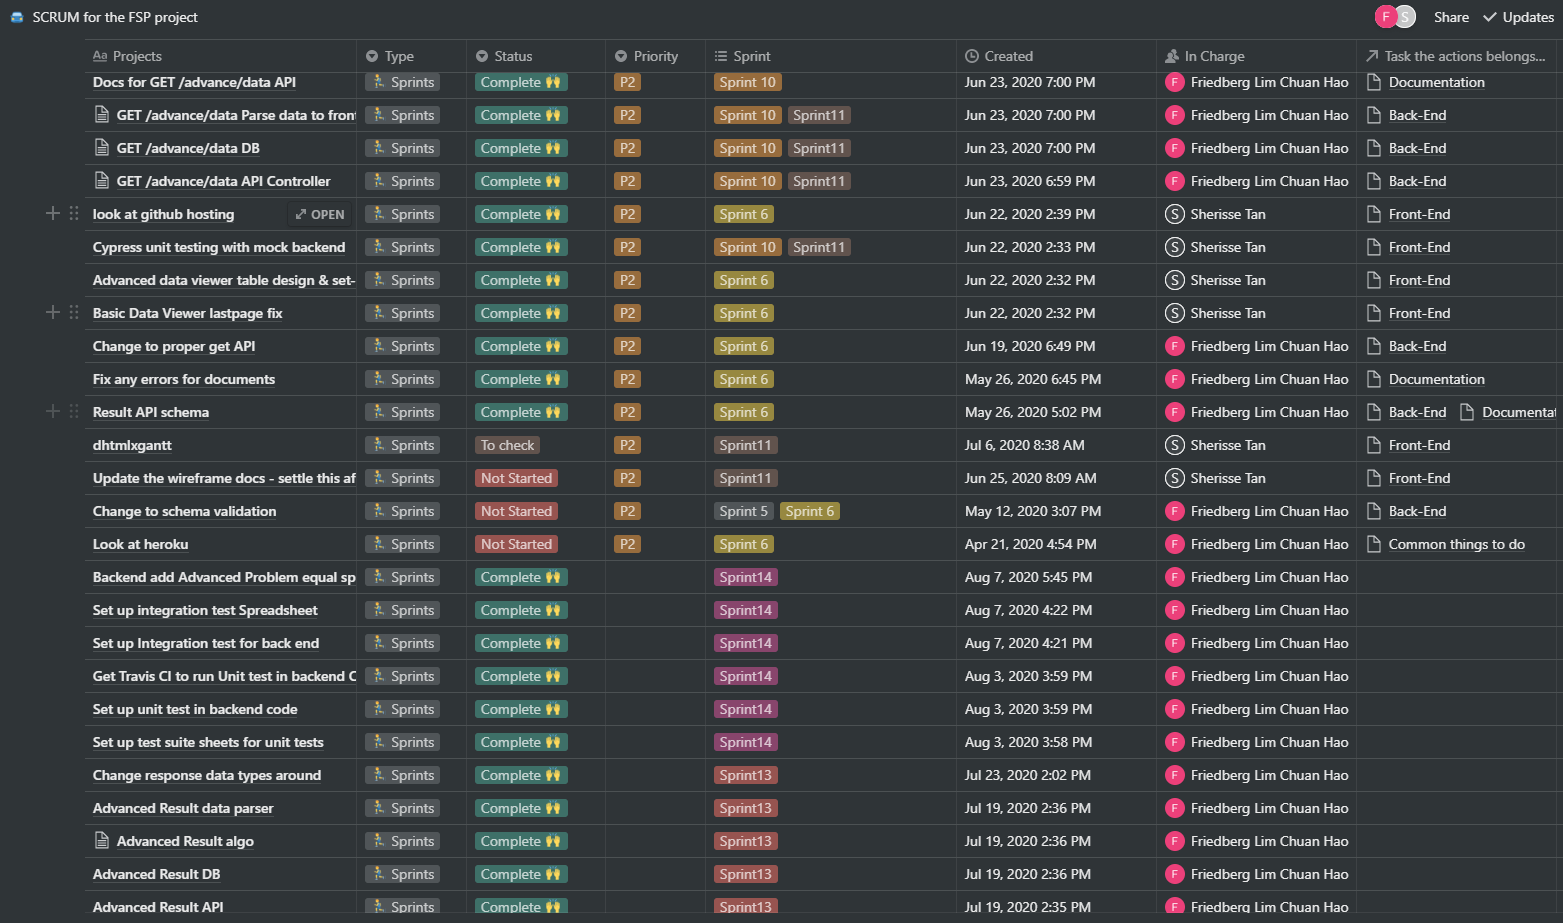 SCRUM for the FSP project F S Share Updates
Aa Projects Type Status Priority Sprint Created In Charge Task the actions belongs...
Docs for GET /advance/data API Sprints Complete P2 Sprint 10 Jun 23, 2020 7:00 PM F Friedberg Lim Chuan Hao Documentation
GET /advance/data Parse data to fron Sprints Complete P2 Sprint 10 Sprint11 Jun 23, 2020 7:00 PM F Friedberg Lim Chuan Hao Back-End
GET /advance/data DB Sprints Complete P2 Sprint 10 Sprint11 Jun 23, 2020 7:00 PM F Friedberg Lim Chuan Hao Back-End
GET /advance/data API Controller Sprints Complete P2 Sprint 10 Sprint11 Jun 23, 2020 6:59 PM F Friedberg Lim Chuan Hao Back-End
look at github hosting OPEN Sprints Complete P2 Sprint 6 Jun 22, 2020 2:39 PM S Sherisse Tan Front-End
Cypress unit testing with mock backend Sprints Complete P2 Sprint 10 Sprint11 Jun 22, 2020 2:33 PM S Sherisse Tan Front-End
Advanced data viewer table design & set- Sprints Complete P2 Sprint 6 Jun 22, 2020 2:32 PM S Sherisse Tan Front-End
Basic Data Viewer lastpage fix Sprints Complete P2 Sprint 6 Jun 22, 2020 2:32 PM S Sherisse Tan Front-End
Change to proper get API Sprints Complete P2 Sprint 6 Jun 19, 2020 6:49 PM F Friedberg Lim Chuan Hao Back-End
Fix any errors for documents Sprints Complete P2 Sprint 6 May 26, 2020 6:45 PM F Friedberg Lim Chuan Hao Documentation
Result API schema Sprints Complete P2 Sprint 6 May 26, 2020 5:02 PM F Friedberg Lim Chuan Hao Back-End Documentat
dhtmlxgantt Sprints To check P2 Sprint11 Jul 6, 2020 8:38 AM S Sherisse Tan Front-End
Update the wireframe docs - settle this af Sprints Not Started P2 Sprint11 Jun 25, 2020 8:09 AM S Sherisse Tan Front-End
Change to schema validation Sprints Not Started P2 Sprint 5 Sprint 6 May 12, 2020 3:07 PM F Friedberg Lim Chuan Hao Back-End
Look at heroku Sprints Not Started P2 Sprint 6 Apr 21, 2020 4:54 PM F Friedberg Lim Chuan Hao Common things to do
Backend add Advanced Problem equal sp Sprints Complete Sprint14 Aug 7, 2020 5:45 PM F Friedberg Lim Chuan Hao
Set up integration test Spreadsheet Sprints Complete Sprint14 Aug 7, 2020 4:22 PM F Friedberg Lim Chuan Hao
Set up Integration test for back end Sprints Complete Sprint14 Aug 7, 2020 4:21 PM F Friedberg Lim Chuan Hao
Get Travis CI to run Unit test in backend C Sprints Complete Sprint14 Aug 3, 2020 3:59 PM F Friedberg Lim Chuan Hao
Set up unit test in backend code Sprints Complete Sprint14 Aug 3, 2020 3:59 PM F Friedberg Lim Chuan Hao
Set up test suite sheets for unit tests Sprints Complete Sprint14 Aug 3, 2020 3:58 PM F Friedberg Lim Chuan Hao
Change response data types around Sprints Complete Sprint13 Jul 23, 2020 2:02 PM F Friedberg Lim Chuan Hao
Advanced Result data parser Sprints Complete Sprint13 Jul 19, 2020 2:36 PM F Friedberg Lim Chuan Hao
Advanced Result algo Sprints Complete Sprint13 Jul 19, 2020 2:36 PM F Friedberg Lim Chuan Hao
Advanced Result DB Sprints Complete Sprint13 Jul 19, 2020 2:36 PM F Friedberg Lim Chuan Hao
Advanced Result API Sprints Complete Sprint13 Jul 19, 2020 2:35 PM F Friedberg Lim Chuan Hao